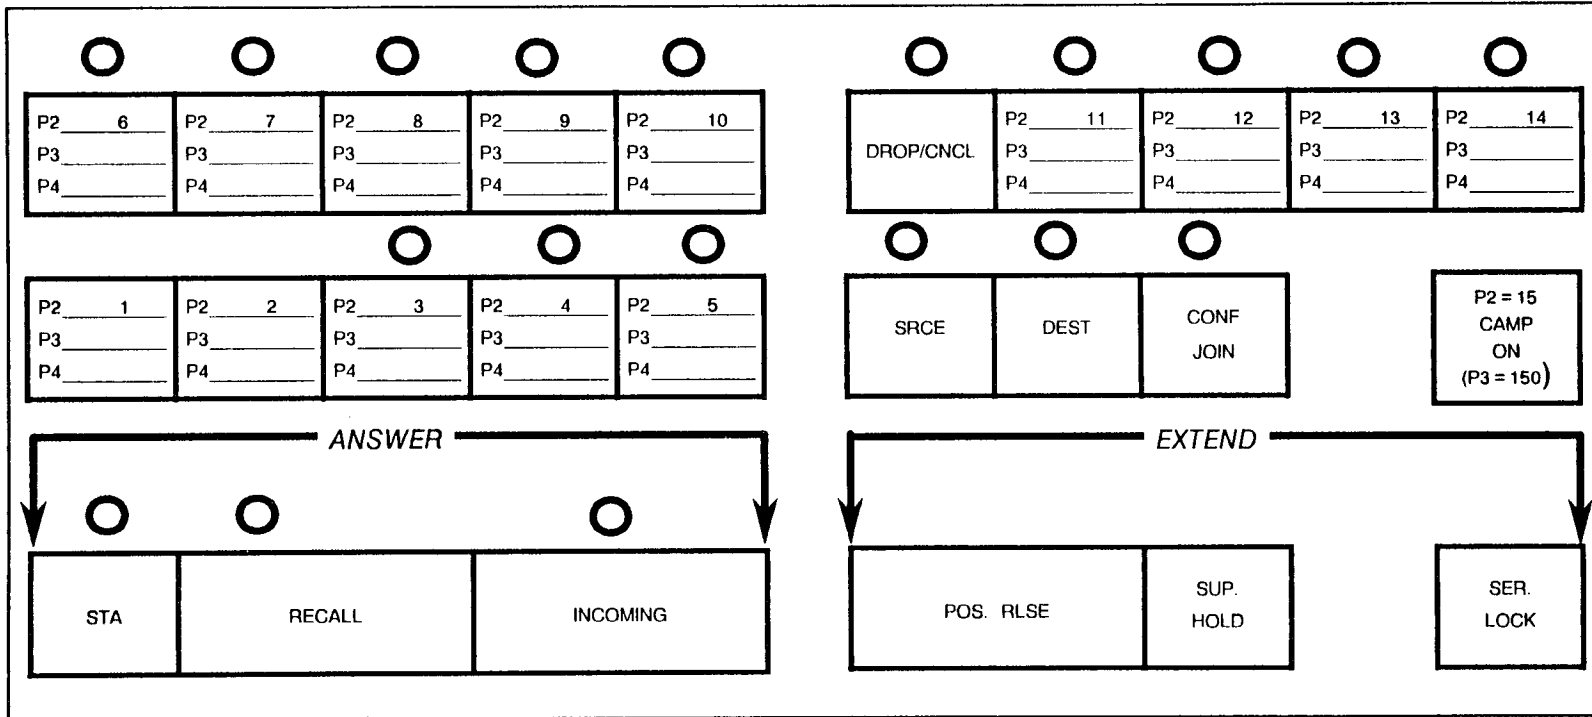 P2 6 P2 7 P2 8 P2 9 P2 10
P3 P3 P3 P3 P3
P4 P4 P4 P4 P4
DROP/CNCL
P2 11 P2 12 P2 13 P2 14
P3 P3 P3 P3
P4 P4 P4 P4
P2 1 P2 2 P2 3 P2 4 P2 5
P3 P3 P3 P3 P3
P4 P4 P4 P4 P4
SRCE
DEST
CONF
JOIN
P2 = 15
CAMP
ON
(P3 = 150)
ANSWER
EXTEND
STA
RECALL
INCOMING
POS. RLSE
SUP.
HOLD
SER.
LOCK